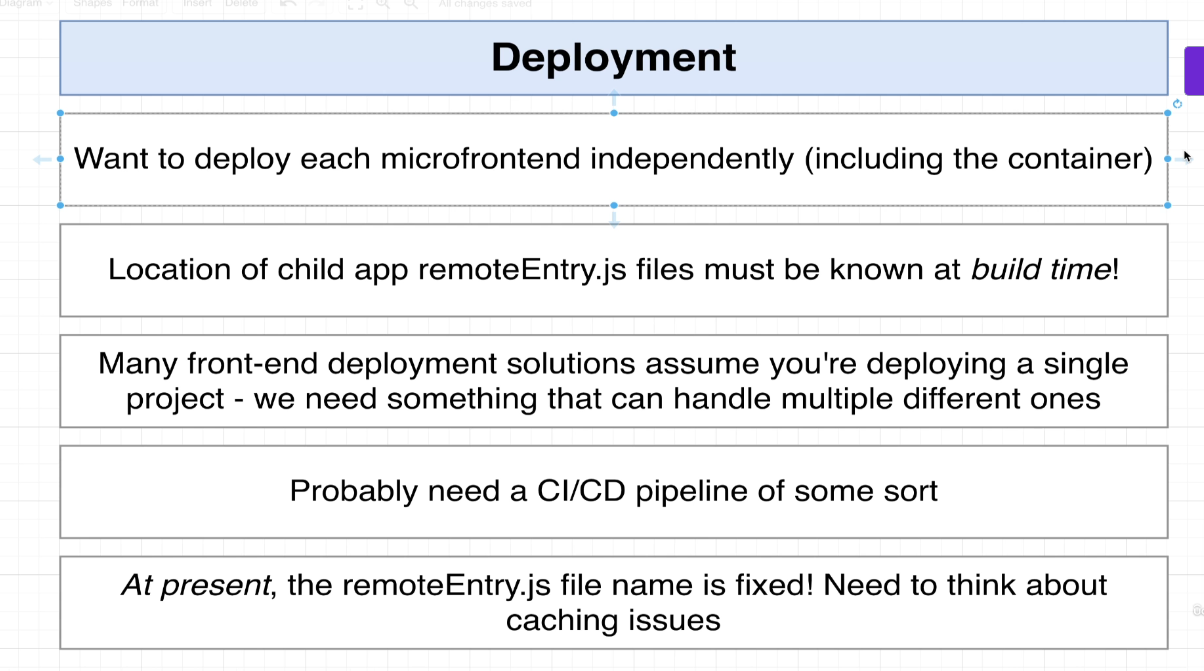 Diagram Shapes Format Insert Delete All changes saved
Deployment
Want to deploy each microfrontend independently (including the container)
Location of child app remoteEntry.js files must be known at build time!
Many front-end deployment solutions assume you're deploying a single
project - we need something that can handle multiple different ones
Probably need a CI/CD pipeline of some sort
At present, the remoteEntry.js file name is fixed! Need to think about
caching issues